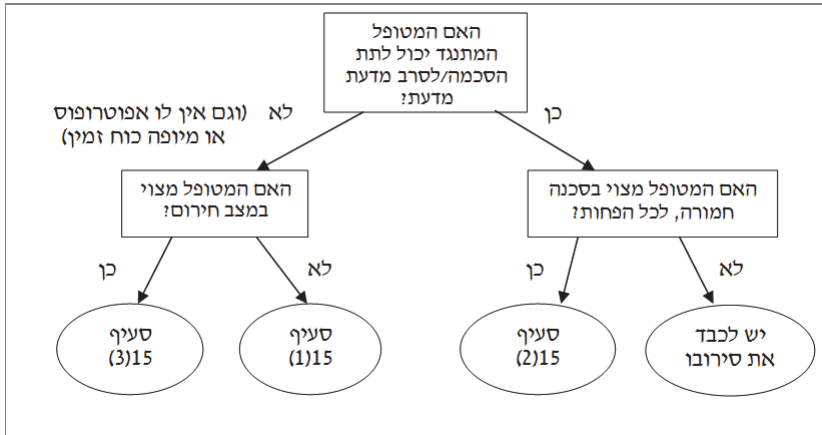 האם המטופל
המתנגד יכול לתת
הסכמה/לסרב מדעת
מדעת?
כן
לא (וגם אין לו אפוטרופוס
או מיופה כוח זמין)
האם המטופל מצוי בסכנה
חמורה, לכל הפחות?
האם המטופל מצוי
במצב חירום?
לא
כן
לא
כן
יש לכבד
את סירובו
סעיף
15(2)
סעיף
15(1)
סעיף
15(3)